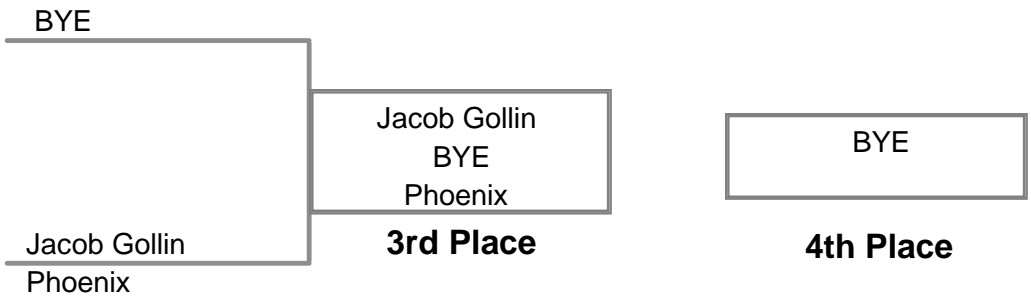 BYE
Jacob Gollin
Phoenix
Jacob Gollin
BYE
Phoenix
3rd Place
BYE
4th Place